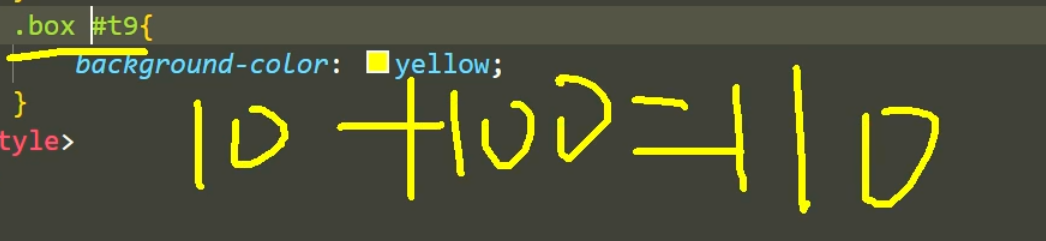 .box #t9{
background-color: yellow;
}
tyle>
10+100=110